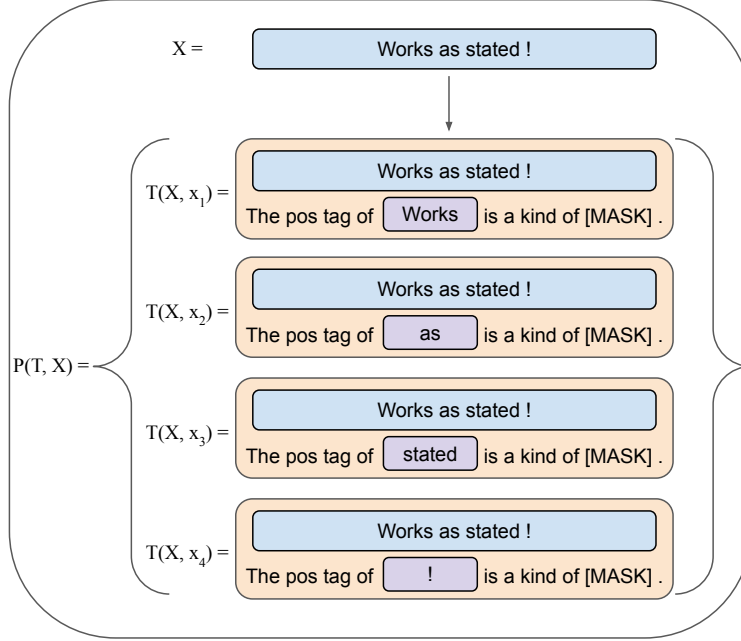 X = Works as stated !
T(X, x1) = Works as stated !
The pos tag of Works is a kind of [MASK] .
T(X, x2) = Works as stated !
The pos tag of as is a kind of [MASK] .
P(T, X) =
T(X, x3) = Works as stated !
The pos tag of stated is a kind of [MASK] .
T(X, x4) = Works as stated !
The pos tag of ! is a kind of [MASK] .